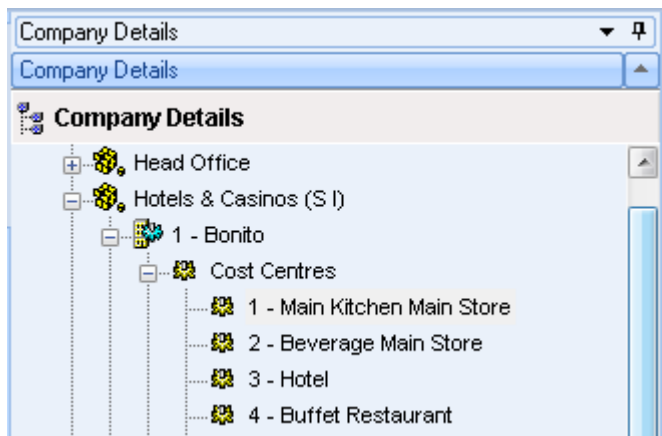 Company Details
Company Details
Company Details
Head Office
Hotels & Casinos (S I)
1 - Bonito
Cost Centres
1 - Main Kitchen Main Store
2 - Beverage Main Store
3 - Hotel
4 - Buffet Restaurant